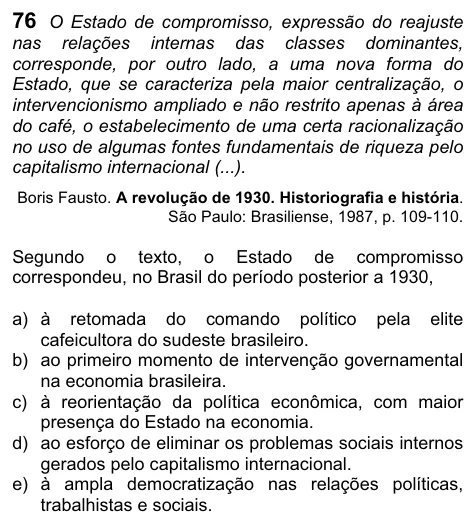 76 O Estado de compromisso, expressão do reajuste
nas relações internas das classes dominantes,
corresponde, por outro lado, a uma nova forma do
Estado, que se caracteriza pela maior centralização, o
intervencionismo ampliado e não restrito apenas à área
do café, o estabelecimento de uma certa racionalização
no uso de algumas fontes fundamentais de riqueza pelo
capitalismo internacional (...).
Boris Fausto. A revolução de 1930. Historiografia e história.
São Paulo: Brasiliense, 1987, p. 109-110.
Segundo o texto, o Estado de compromisso
correspondeu, no Brasil do período posterior a 1930,
a) à retomada do comando político pela elite
cafeicultora do sudeste brasileiro.
b) ao primeiro momento de intervenção governamental
na economia brasileira.
c) à reorientação da política econômica, com maior
presença do Estado na economia.
d) ao esforço de eliminar os problemas sociais internos
gerados pelo capitalismo internacional.
e) à ampla democratização nas relações políticas,
trabalhistas e sociais.